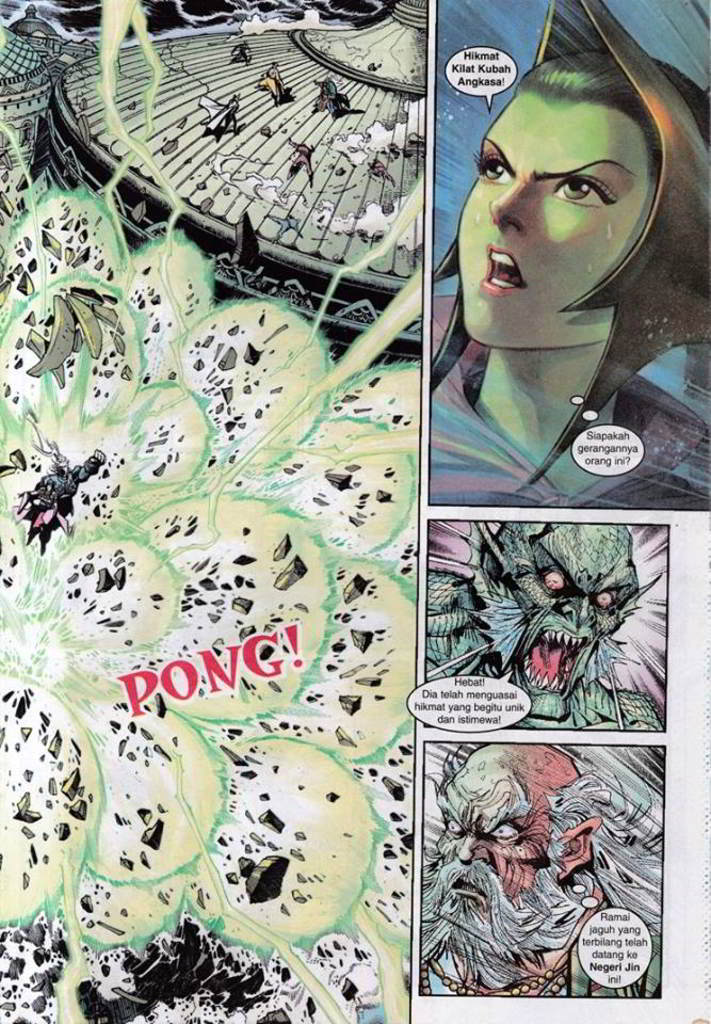 Hikmat
Kilat Kubah
Angkasa!
Siapakah
gerangannya
orang ini?
PONG!
Hebat!
Dia telah menguasai
hikmat yang begitu unik
dan istimewa!
Ramai
jaguh yang
terbilang telah
datang ke
Negeri Jin
ini!